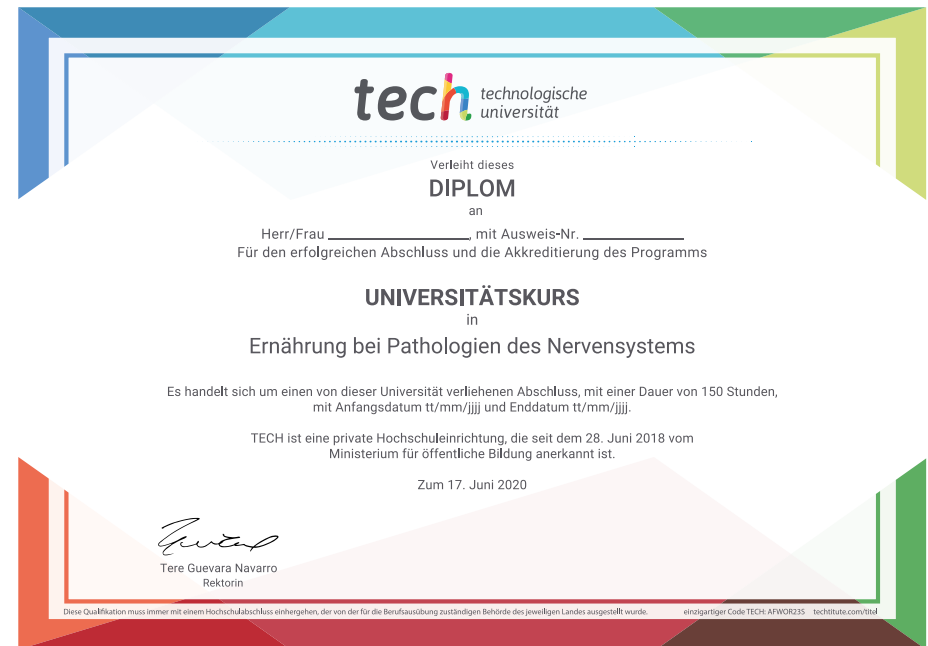 tech technologische
universität
Verleiht dieses
DIPLOM
an
Herr/Frau ____________, mit Ausweis-Nr. ____________
Für den erfolgreichen Abschluss und die Akkreditierung des Programms
UNIVERSITÄTSKURS
in
Ernährung bei Pathologien des Nervensystems
Es handelt sich um einen von dieser Universität verliehenen Abschluss, mit einer Dauer von 150 Stunden,
mit Anfangsdatum tt/mm/jjjj und Enddatum tt/mm/jjjj.
TECH ist eine private Hochschuleinrichtung, die seit dem 28. Juni 2018 vom
Ministerium für öffentliche Bildung anerkannt ist.
Zum 17. Juni 2020
Tere Guevara Navarro
Rektorin
Diese Qualifikation muss immer mit einem Hochschulabschluss einhergehen, der von der für die Berufsausübung zuständigen Behörde des jeweiligen Landes ausgestellt wurde. einzigartiger Code TECH: AFWOR235 techtitute.com/titel